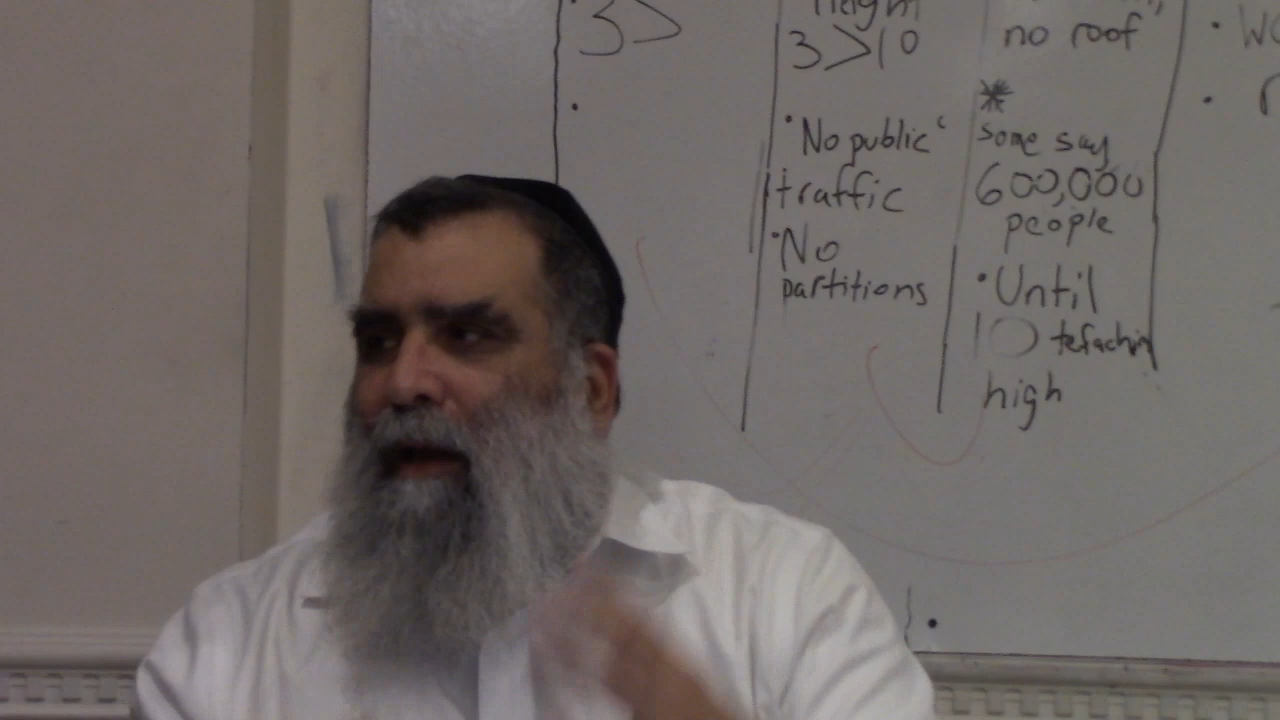 3>
height
3>10
• No public
traffic
• No
partitions
no roof
*
some say
600,000
people
• Until
10 tefachim
high